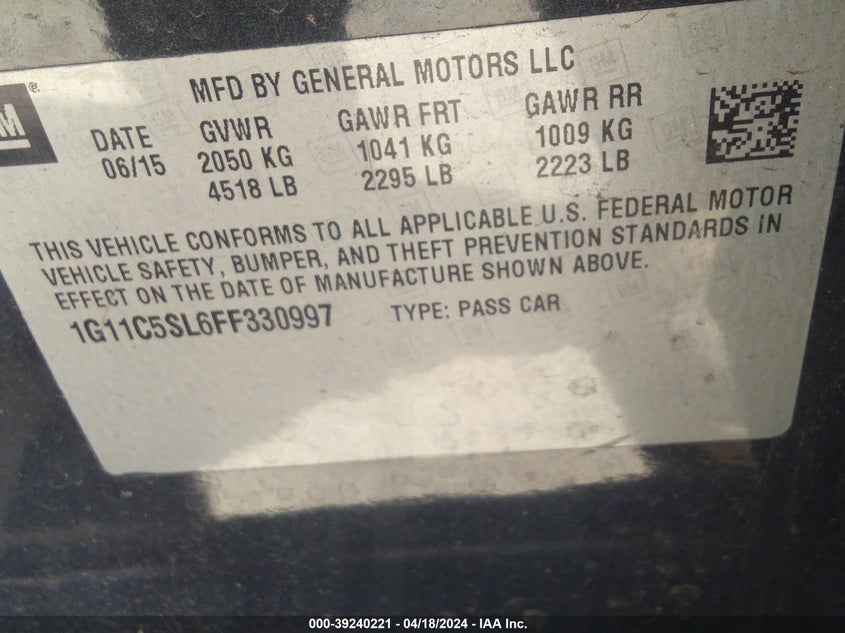 GM ®
MFD BY GENERAL MOTORS LLC
DATE GVWR GAWR FRT GAWR RR
06/15 2050 KG 1041 KG 1009 KG
4518 LB 2295 LB 2223 LB
THIS VEHICLE CONFORMS TO ALL APPLICABLE U.S. FEDERAL MOTOR
VEHICLE SAFETY, BUMPER, AND THEFT PREVENTION STANDARDS IN
EFFECT ON THE DATE OF MANUFACTURE SHOWN ABOVE.
1G11C5SL6FF330997 TYPE: PASS CAR
000-39240221 - 04/18/2024 - IAA Inc.